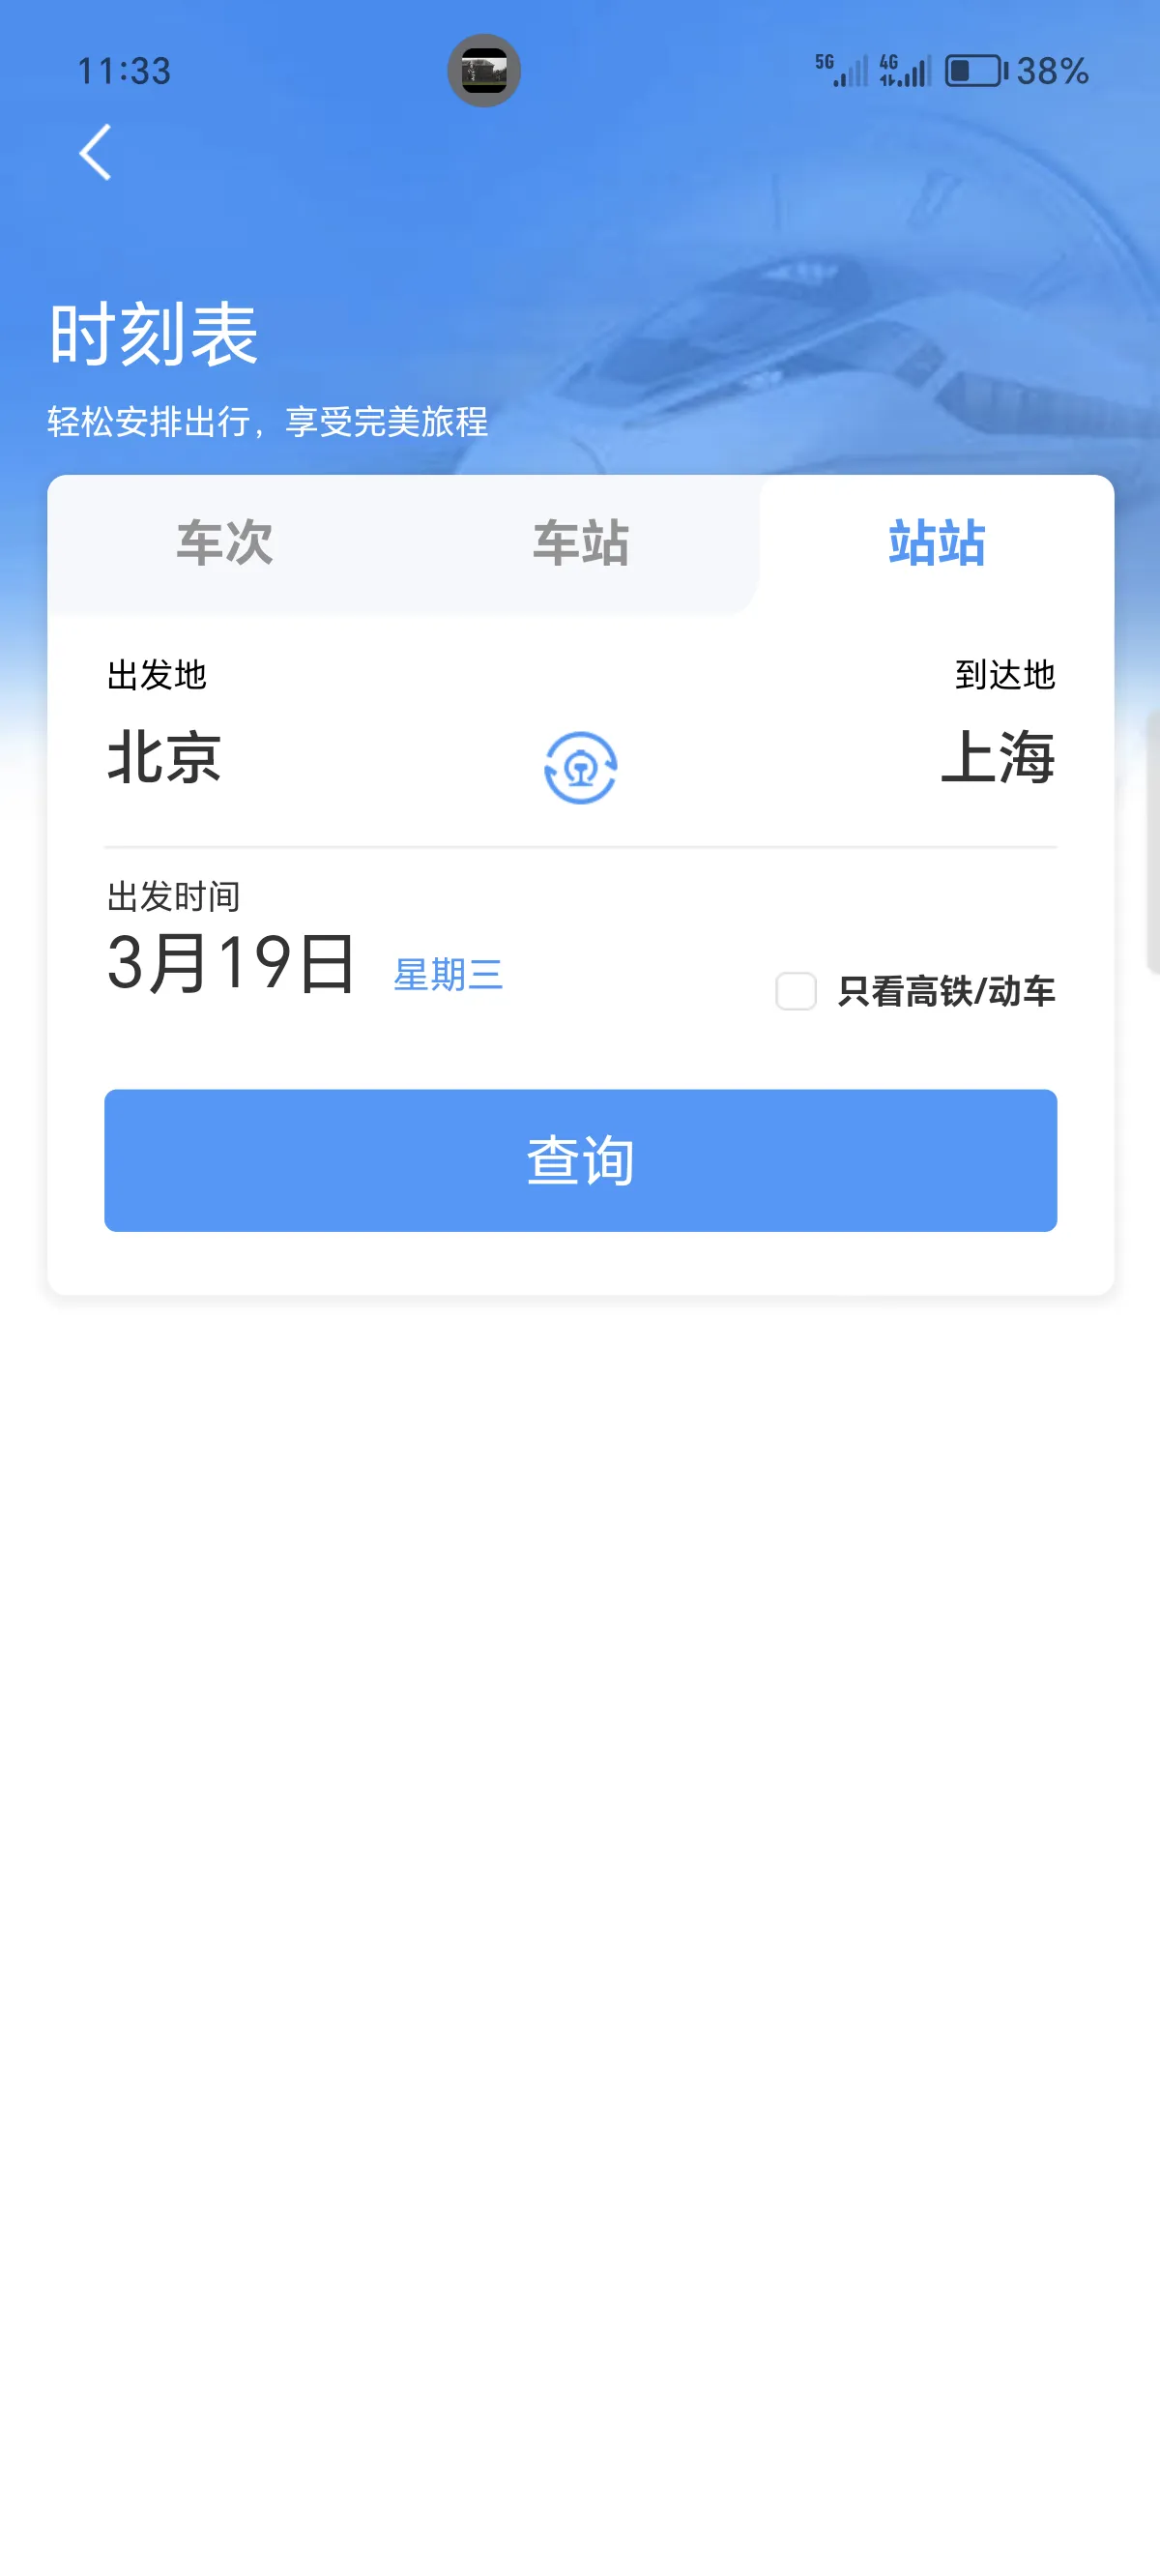 11:33
5G 4G 38%
时刻表
轻松安排出行，享受完美旅程
车次 车站 站站
出发地 到达地
北京 上海
出发时间
3月19日 星期三
只看高铁/动车
查询